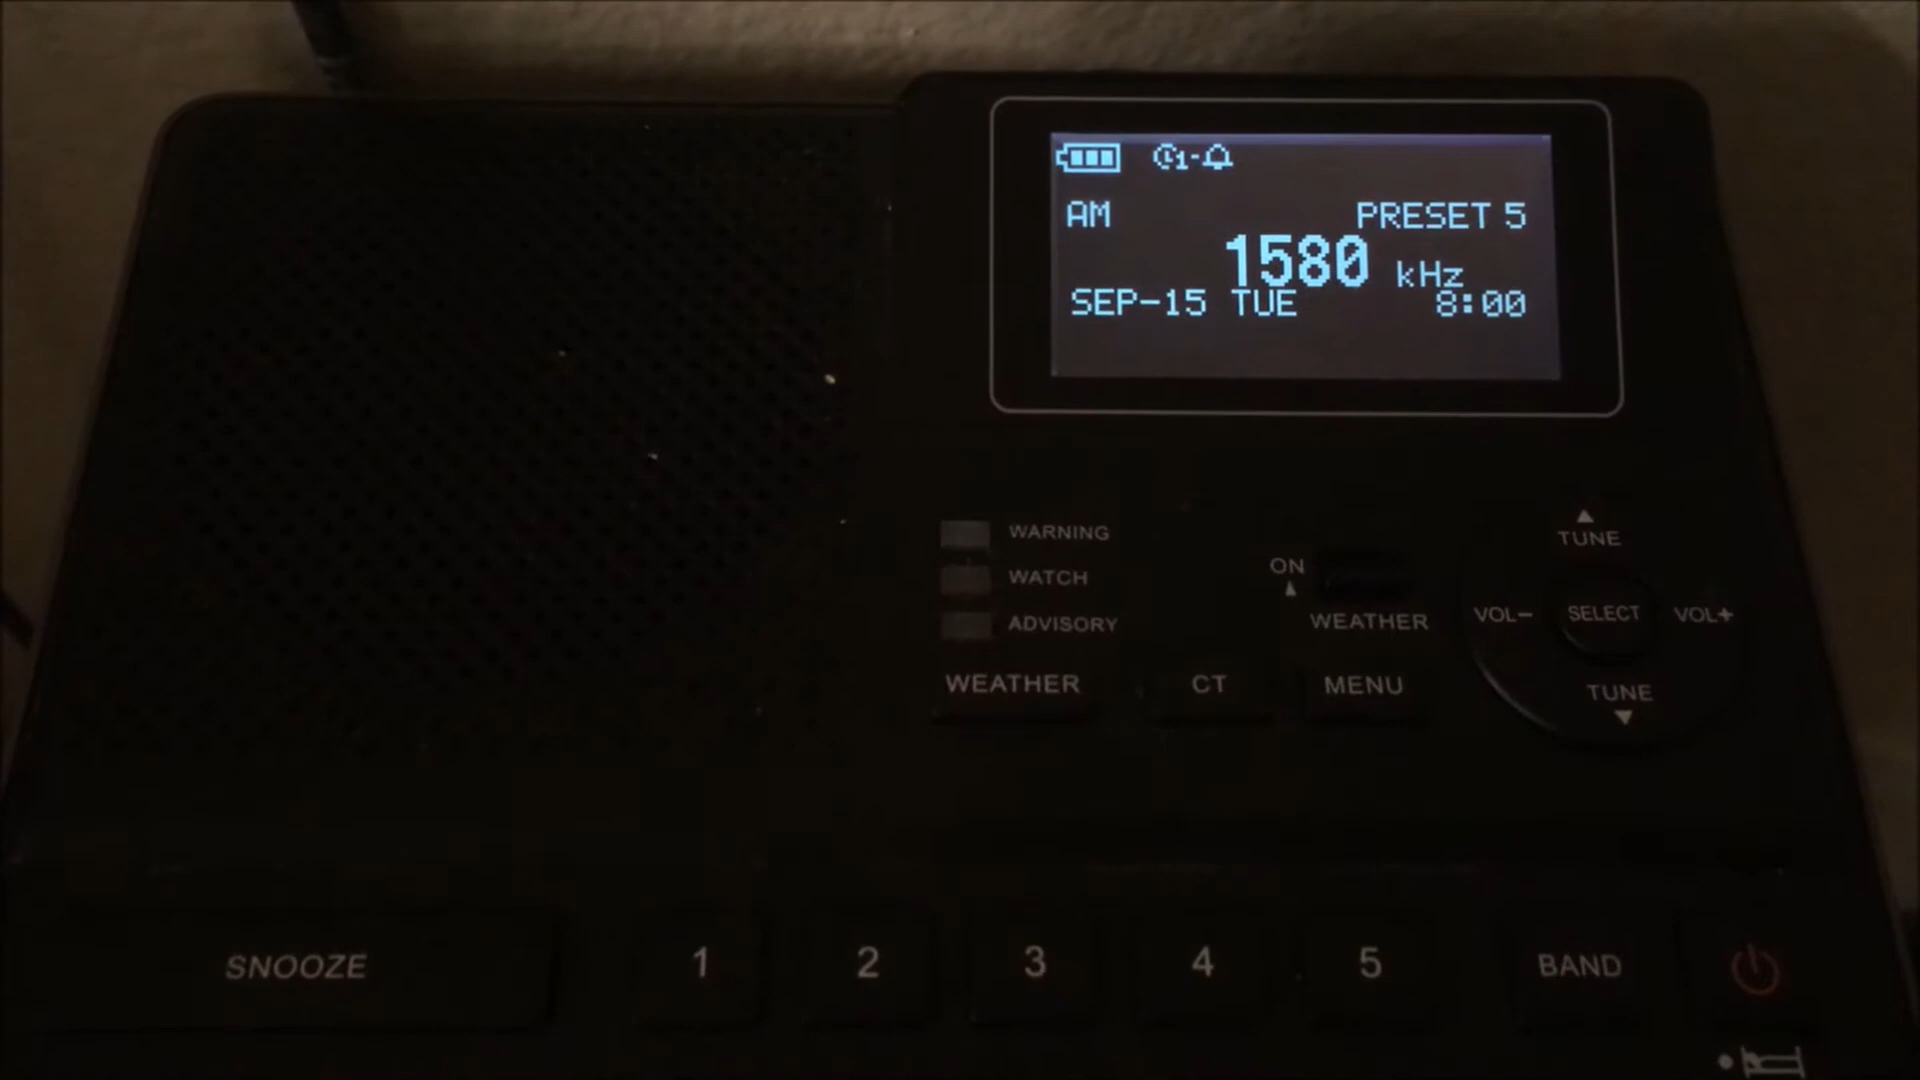 1-
AM PRESET 5
1580 kHz
SEP-15 TUE 8:00
WARNING
WATCH
ADVISORY
ON
WEATHER
WEATHER CT MENU
TUNE
VOL- SELECT VOL+
TUNE
SNOOZE 1 2 3 4 5 BAND